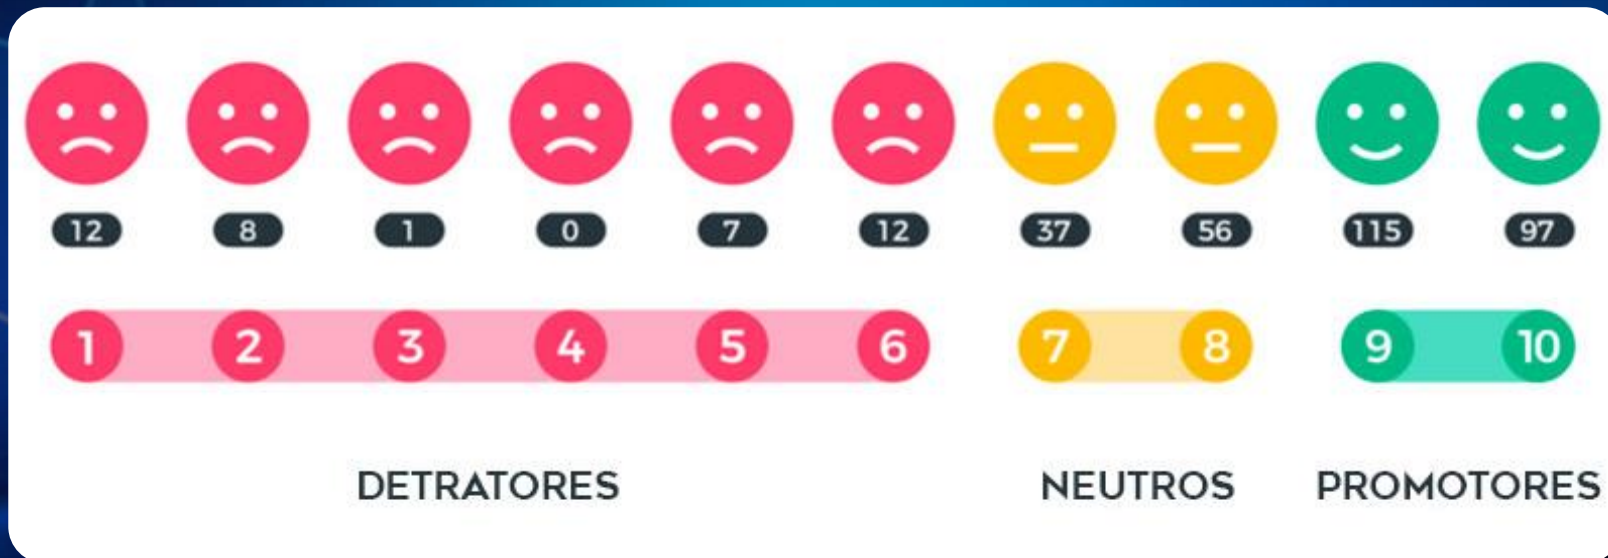 12 8 1 0 7 12 37 56 115 97
1 2 3 4 5 6 7 8 9 10
DETRATORES NEUTROS PROMOTORES